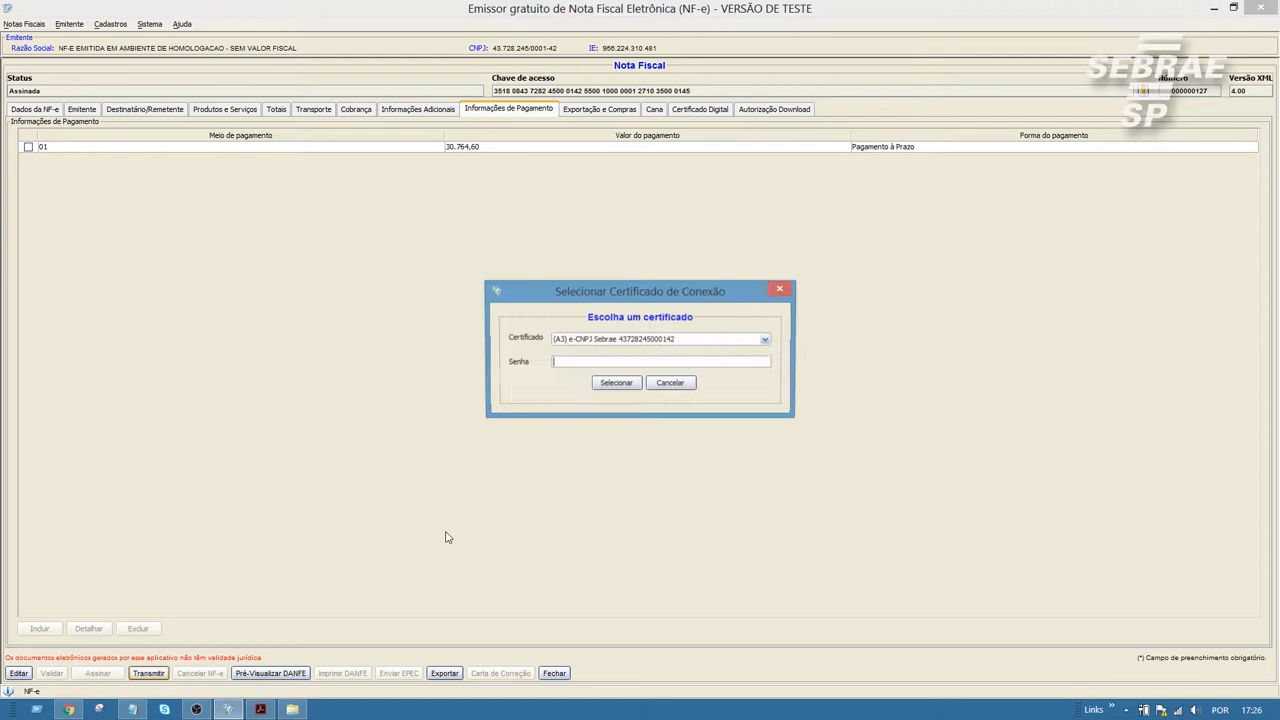 Emissor gratuito de Nota Fiscal Eletrônica (NF-e) - VERSÃO DE TESTE
Notas Fiscais Emitente Cadastros Sistema Ajuda
Emitente
Razão Social: NF-E EMITIDA EM AMBIENTE DE HOMOLOGACAO - SEM VALOR FISCAL CNPJ: 43.728.245/0001-42 IE: 956.224.310.481
Nota Fiscal
SEBRAE
SP
Status Chave de acesso Número Versão XML
Assinada 3518 0843 7282 4500 0142 5500 1000 0001 2710 3500 0145 000000127 4.00
Dados da NF-e Emitente Destinatário/Remetente Produtos e Serviços Totais Transporte Cobrança Informações Adicionais Informações de Pagamento Exportação e Compras Cana Certificado Digital Autorização Download
Informações de Pagamento
Meio de pagamento Valor do pagamento Forma do pagamento
01 30.764,60 Pagamento à Prazo
Selecionar Certificado de Conexão
Escolha um certificado
Certificado (A3) e-CNPJ Sebrae 43728245000142
Senha
Selecionar Cancelar
Incluir Detalhar Excluir
Os documentos eletrônicos gerados por esse aplicativo não têm validade jurídica (*) Campo de preenchimento obrigatório.
Editar Validar Assinar Transmitir Cancelar NF-e Pré-Visualizar DANFE Imprimir DANFE Enviar EPEC Exportar Carta de Correção Fechar
NF-e
Links POR 17:26